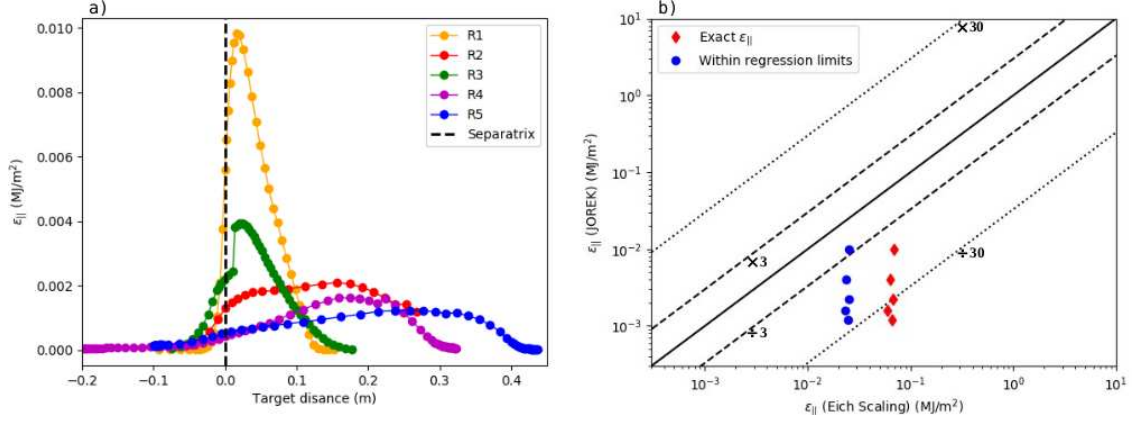 a)
0.010
0.008
0.006
0.004
0.002
0.000
ε|| (MJ/m²)
R1
R2
R3
R4
R5
Separatrix
−0.2 −0.1 0.0 0.1 0.2 0.3 0.4
Target disance (m)
b)
10¹
10⁰
10⁻¹
10⁻²
10⁻³
ε|| (JOREK) (MJ/m²)
Exact ε||
Within regression limits
×30
×3
÷30
÷3
10⁻³ 10⁻² 10⁻¹ 10⁰ 10¹
ε|| (Eich Scaling) (MJ/m²)